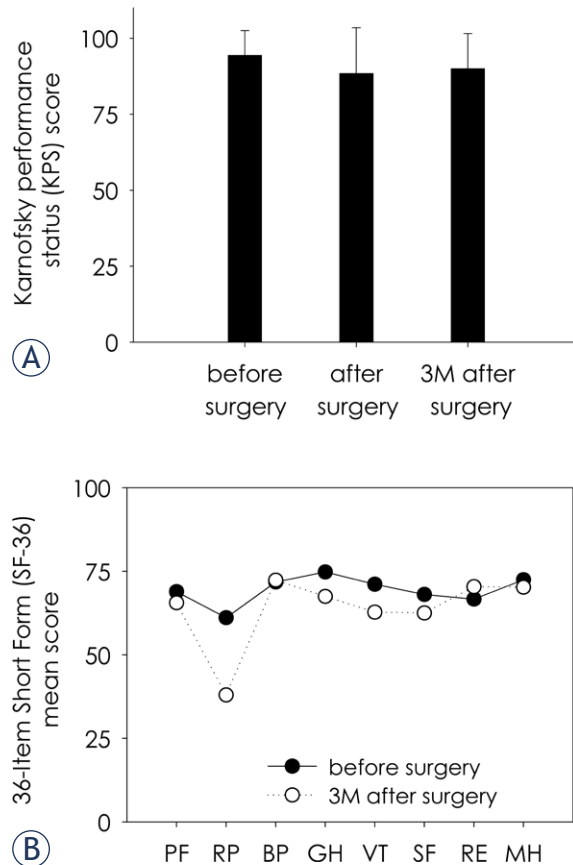 Karnofsky performance
status (KPS) score
100
75
50
25
0
before
surgery
after
surgery
3M after
surgery
A
36-Item Short Form (SF-36)
mean score
100
75
50
25
0
before surgery
3M after surgery
PF RP BP GH VT SF RE MH
B